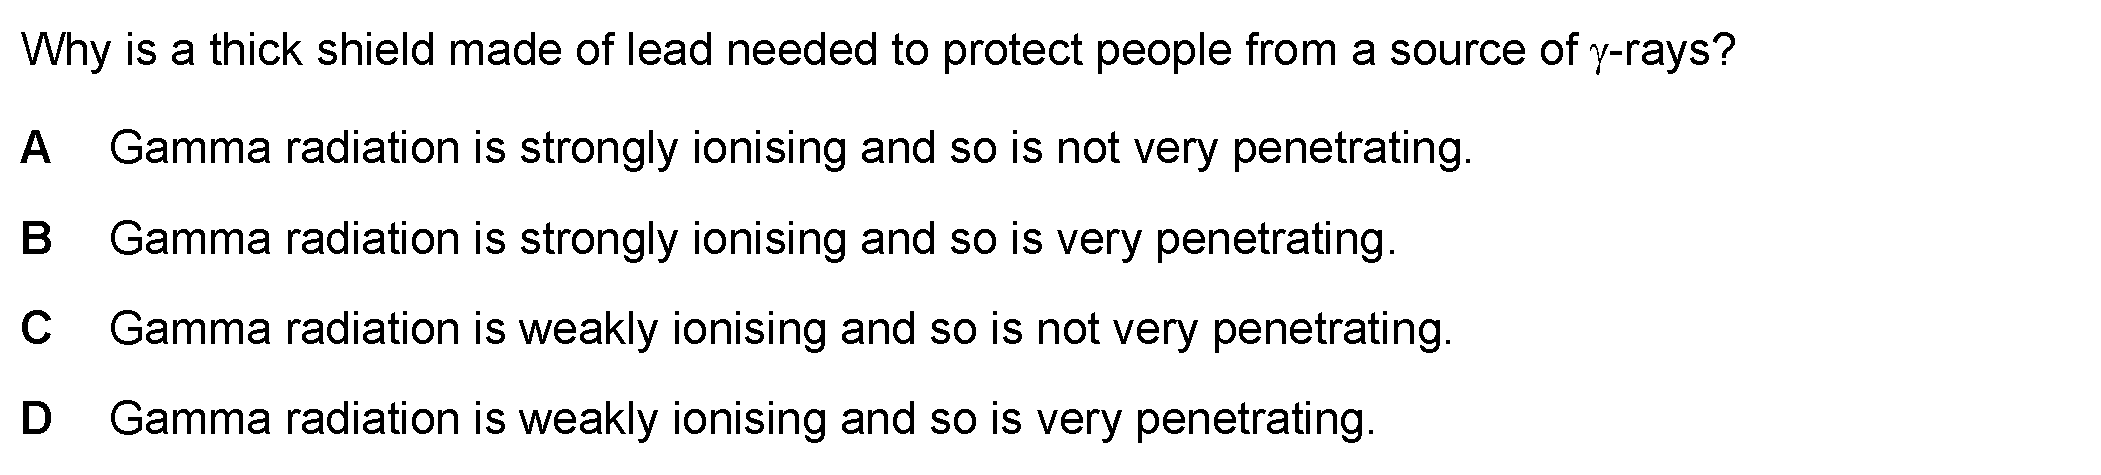 Why is a thick shield made of lead needed to protect people from a source of γ-rays?
A Gamma radiation is strongly ionising and so is not very penetrating.
B Gamma radiation is strongly ionising and so is very penetrating.
C Gamma radiation is weakly ionising and so is not very penetrating.
D Gamma radiation is weakly ionising and so is very penetrating.